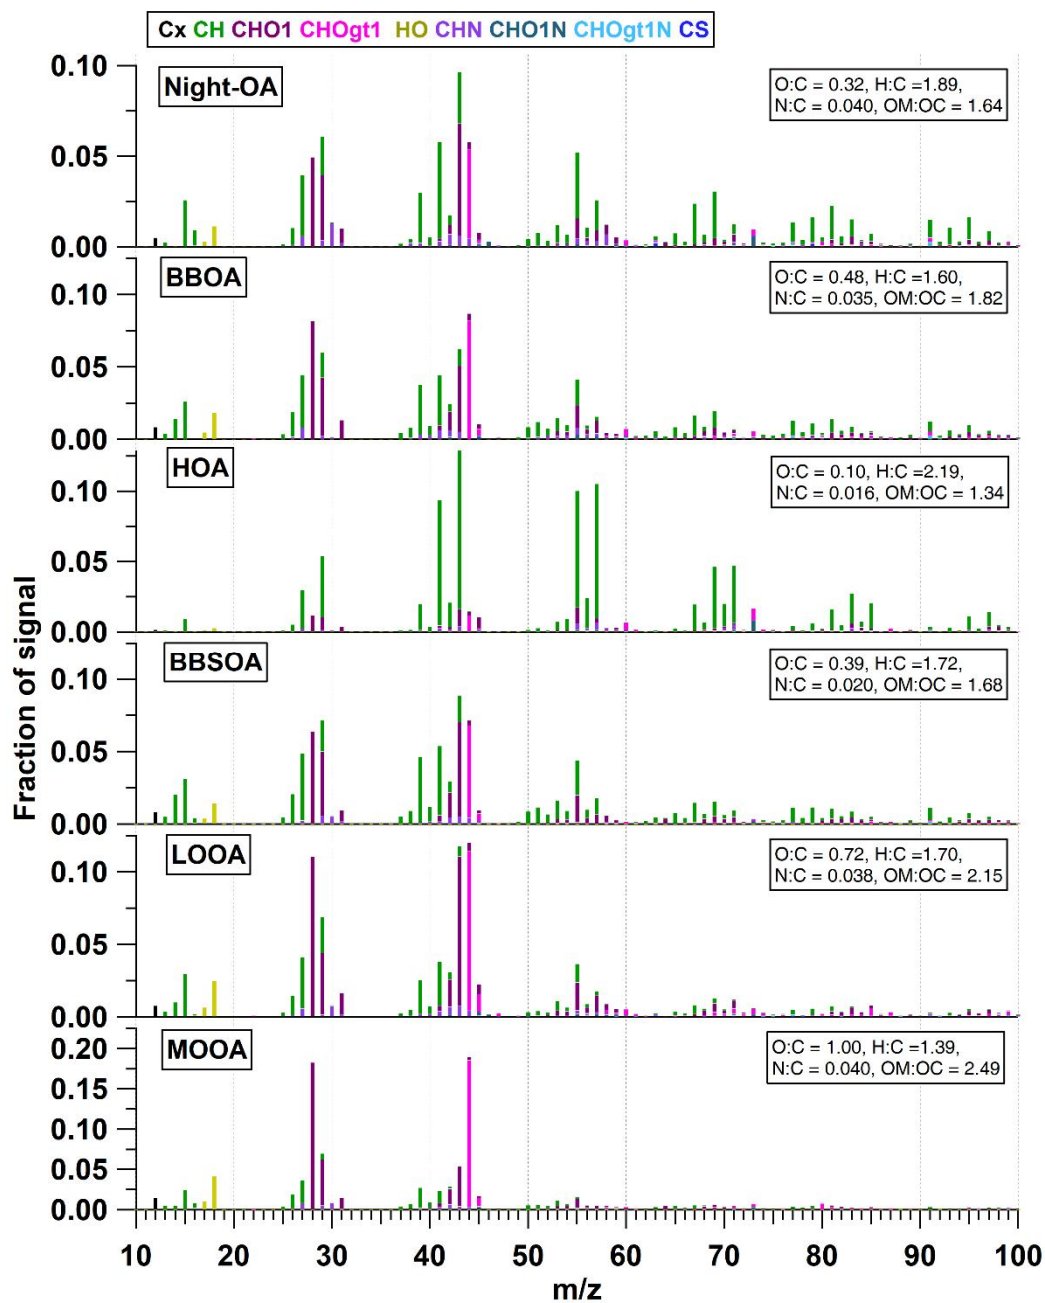 Cx CH CHO1 CHOgt1 HO CHN CHO1N CHOgt1N CS
Night-OA
O:C = 0.32, H:C =1.89,
N:C = 0.040, OM:OC = 1.64
0.10
0.05
0.00
BBOA
O:C = 0.48, H:C =1.60,
N:C = 0.035, OM:OC = 1.82
0.10
0.05
0.00
HOA
O:C = 0.10, H:C =2.19,
N:C = 0.016, OM:OC = 1.34
0.10
0.05
0.00
BBSOA
O:C = 0.39, H:C =1.72,
N:C = 0.020, OM:OC = 1.68
0.10
0.05
0.00
LOOA
O:C = 0.72, H:C =1.70,
N:C = 0.038, OM:OC = 2.15
0.10
0.05
0.00
MOOA
O:C = 1.00, H:C =1.39,
N:C = 0.040, OM:OC = 2.49
0.20
0.15
0.10
0.05
0.00
Fraction of signal
10 20 30 40 50 60 70 80 90 100
m/z